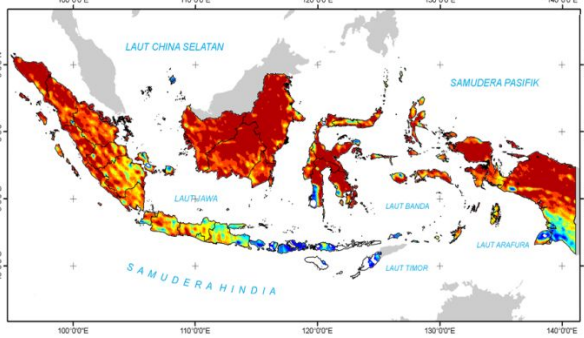 100°0'0"E 110°0'0"E 120°0'0"E 130°0'0"E 140°0'0"E
LAUT CHINA SELATAN
SAMUDERA PASIFIK
LAUT JAWA
LAUT BANDA
LAUT ARAFURA
LAUT TIMOR
SAMUDERA HINDIA
100°0'0"E 110°0'0"E 120°0'0"E 130°0'0"E 140°0'0"E